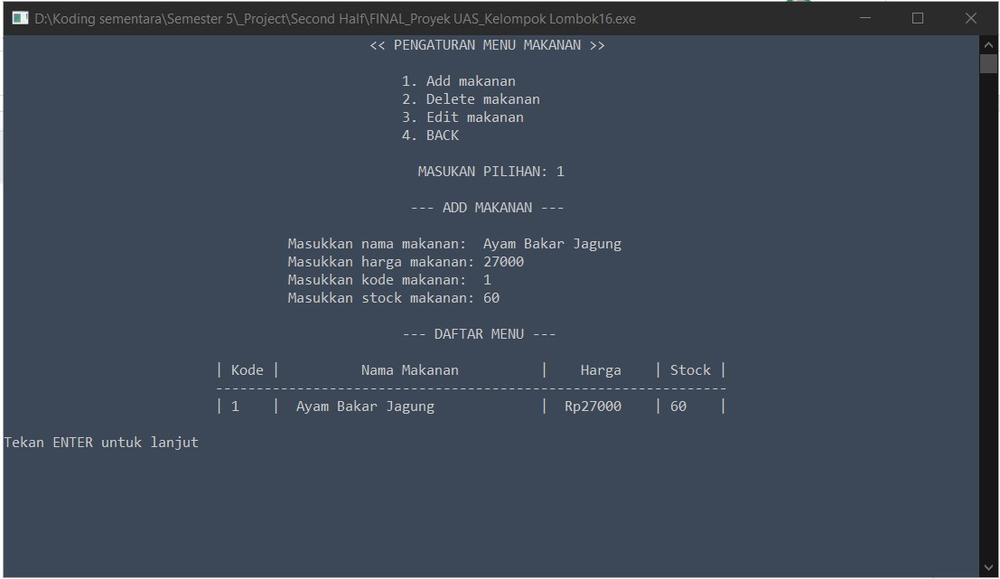 D:\Koding sementara\Semester 5\_Project\Second Half\FINAL_Proyek UAS_Kelompok Lombok16.exe
<< PENGATURAN MENU MAKANAN >>
1. Add makanan
2. Delete makanan
3. Edit makanan
4. BACK
MASUKAN PILIHAN: 1
--- ADD MAKANAN ---
Masukkan nama makanan:  Ayam Bakar Jagung
Masukkan harga makanan: 27000
Masukkan kode makanan:  1
Masukkan stock makanan: 60
--- DAFTAR MENU ---
| Kode |          Nama Makanan          |    Harga    | Stock |
---------------------------------------------------------------
| 1    |  Ayam Bakar Jagung             |  Rp27000    | 60    |
Tekan ENTER untuk lanjut